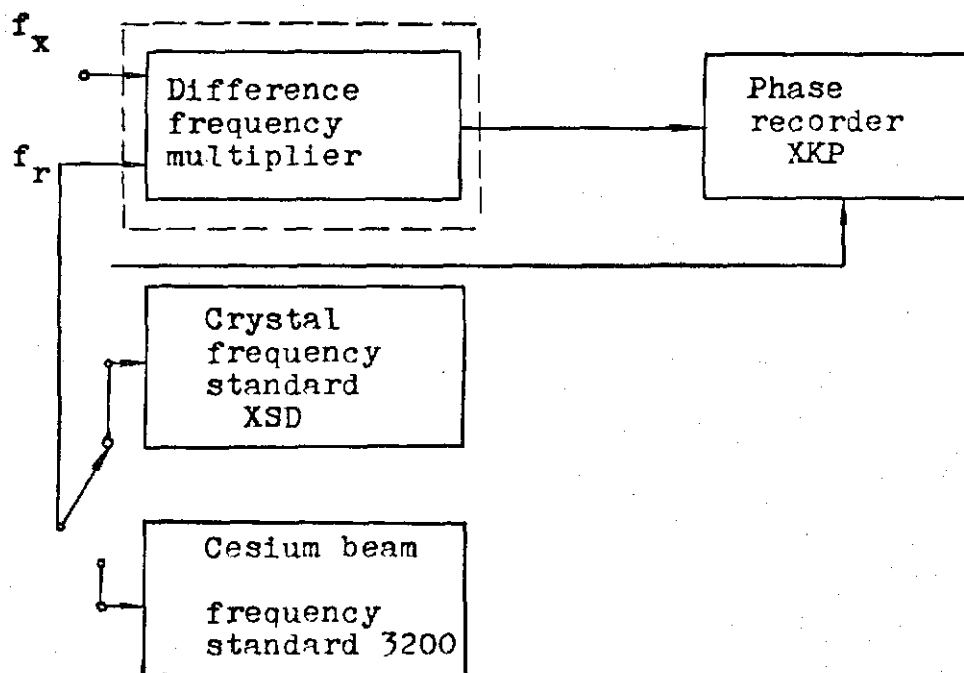 f_x
Difference
frequency
multiplier
f_r
Phase
recorder
XKP
Crystal
frequency
standard
XSD
Cesium beam
frequency
standard 3200